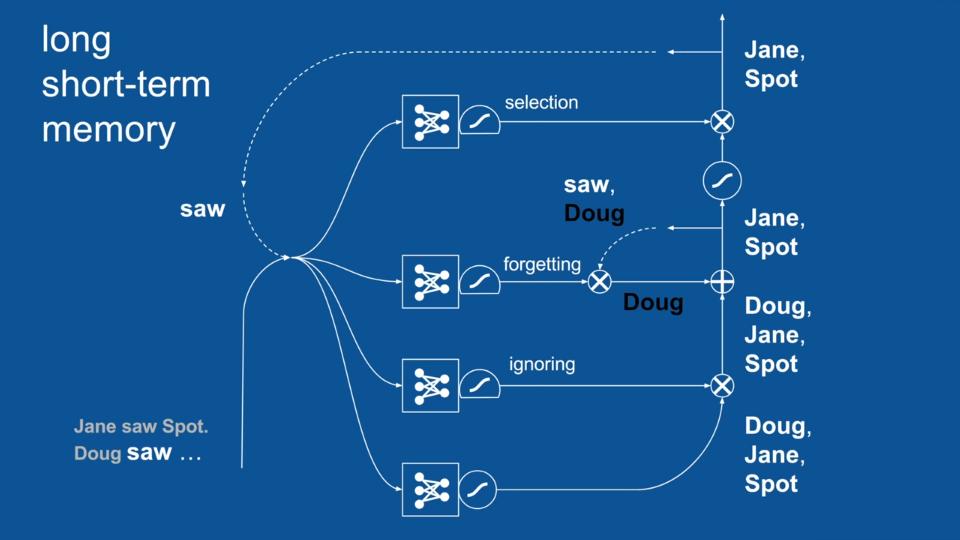 long
short-term
memory
Jane,
Spot
selection
saw,
Doug
saw
Jane,
Spot
forgetting
Doug
Doug,
Jane,
Spot
ignoring
Jane saw Spot.
Doug saw ...
Doug,
Jane,
Spot